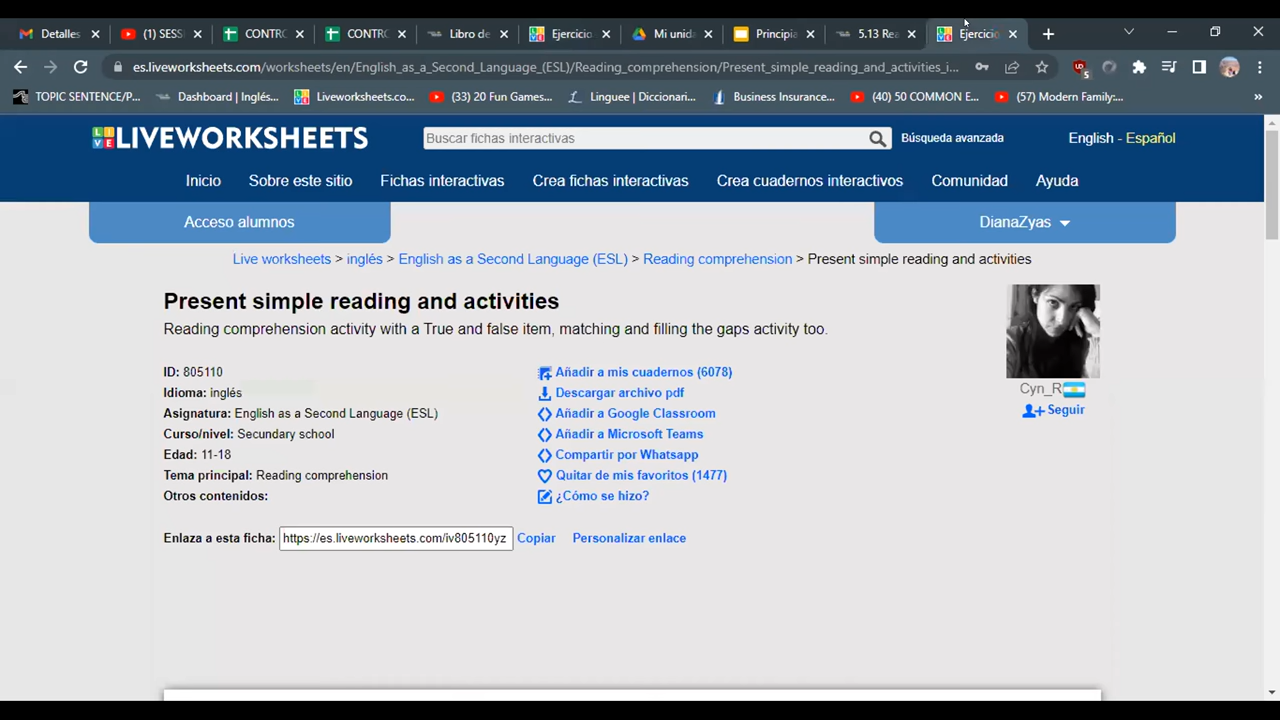 Detalles
(1) SESS
CONTRO
CONTRO
Libro de
Ejercicio
Mi unida
Principia
5.13 Rea
Ejercicio
es.liveworksheets.com/worksheets/en/English_as_a_Second_Language_(ESL)/Reading_comprehension/Present_simple_reading_and_activities_i...
TOPIC SENTENCE/P...
Dashboard | Inglés...
Liveworksheets.co...
(33) 20 Fun Games...
Linguee | Diccionari...
Business Insurance...
(40) 50 COMMON E...
(57) Modern Family:...
LIVEWORKSHEETS
Buscar fichas interactivas
Búsqueda avanzada
English - Español
Inicio
Sobre este sitio
Fichas interactivas
Crea fichas interactivas
Crea cuadernos interactivos
Comunidad
Ayuda
Acceso alumnos
DianaZyas
Live worksheets > inglés > English as a Second Language (ESL) > Reading comprehension > Present simple reading and activities
Present simple reading and activities
Reading comprehension activity with a True and false item, matching and filling the gaps activity too.
ID: 805110
Idioma: inglés
Asignatura: English as a Second Language (ESL)
Curso/nivel: Secundary school
Edad: 11-18
Tema principal: Reading comprehension
Otros contenidos:
Añadir a mis cuadernos (6078)
Descargar archivo pdf
Añadir a Google Classroom
Añadir a Microsoft Teams
Compartir por Whatsapp
Quitar de mis favoritos (1477)
¿Cómo se hizo?
Cyn_R
Seguir
Enlaza a esta ficha: https://es.liveworksheets.com/iv805110yz Copiar Personalizar enlace